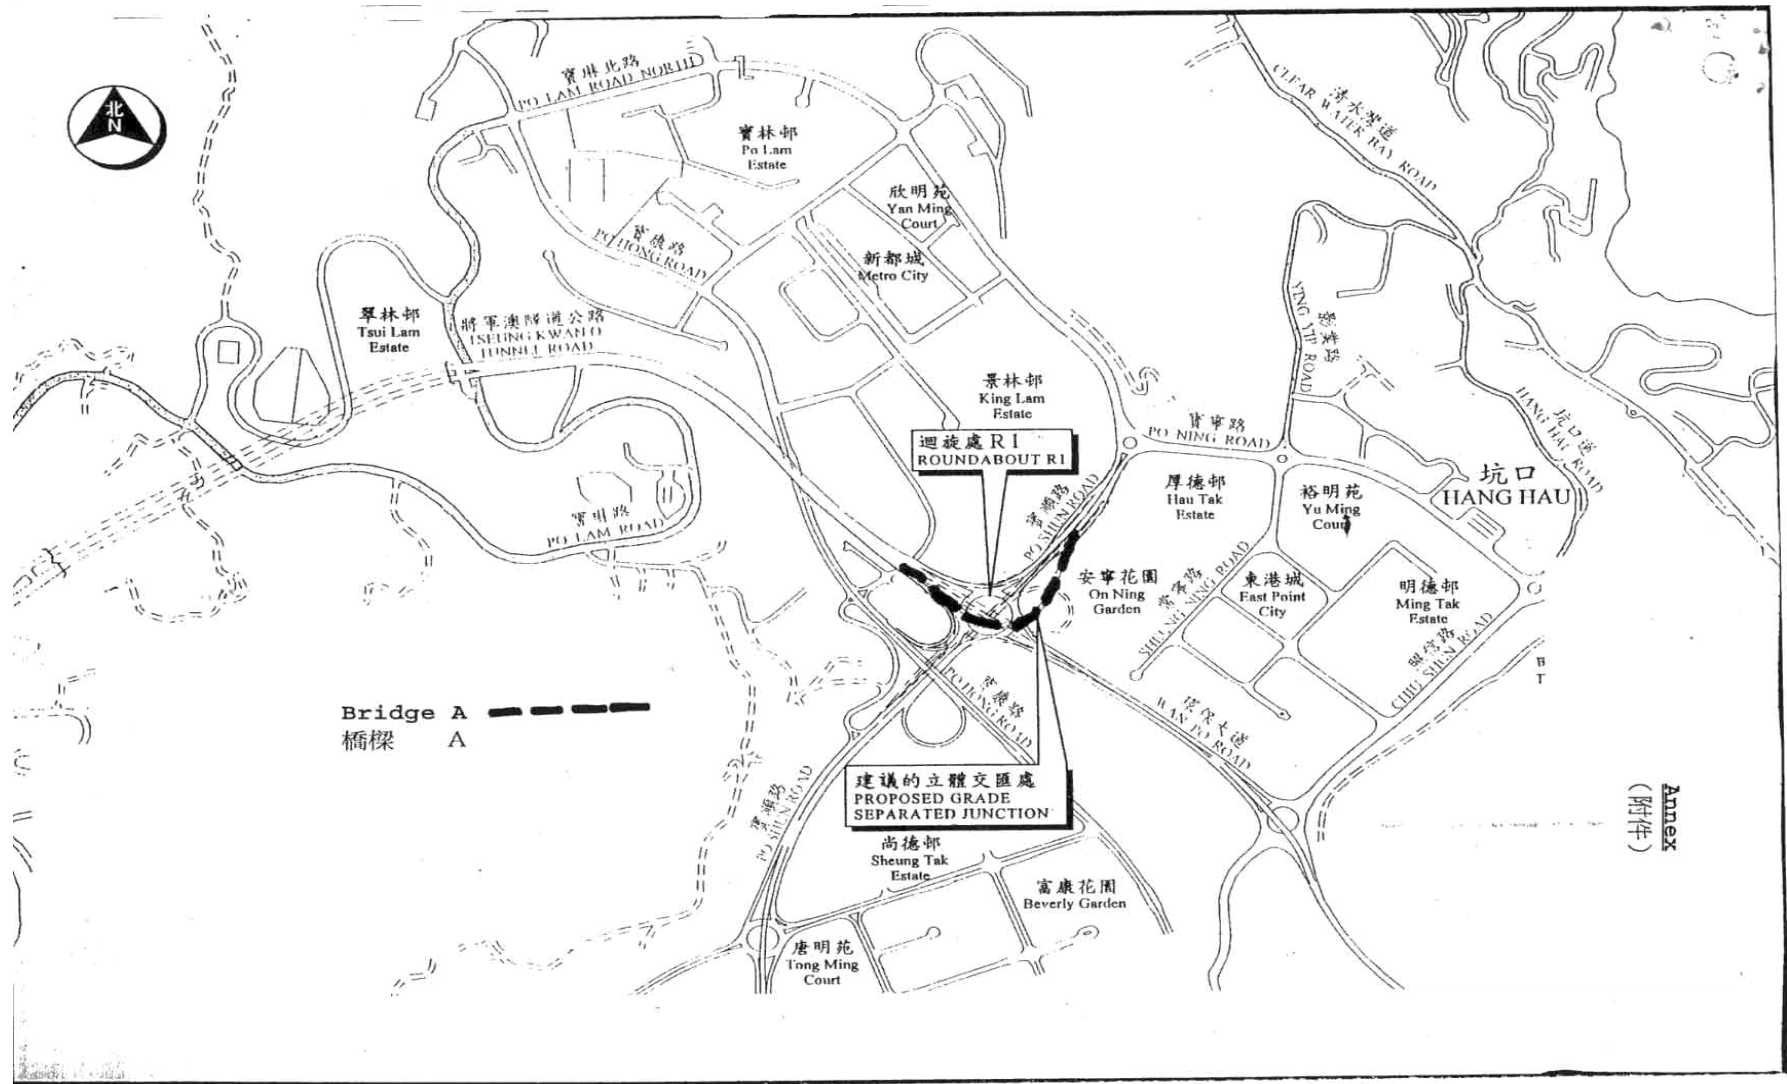 北
N
寶琳北路
PO LAM ROAD NORTH
寶林邨
Po Lam
Estate
欣明苑
Yan Ming
Court
新都城
Metro City
寶康路
PO HONG ROAD
清水灣道
CLEAR WATER BAY ROAD
翠林邨
Tsui Lam
Estate
將軍澳隧道公路
TSEUNG KWAN O
TUNNEL ROAD
影業路
YING YIP ROAD
景林邨
King Lam
Estate
迴旋處 R1
ROUNDABOUT R1
寶寧路
PO NING ROAD
坑口道
HANG HAU ROAD
坑口
HANG HAU
寶順路
PO SHUN ROAD
厚德邨
Hau Tak
Estate
裕明苑
Yu Ming
Court
寶琳路
PO LAM ROAD
安寧花園
On Ning
Garden
常寧路
SHEUNG NING ROAD
東港城
East Point
City
明德邨
Ming Tak
Estate
昭信路
CHIU SHUN ROAD
B
T
寶康路
PO HONG ROAD
環保大道
WAN PO ROAD
Bridge A
橋樑 A
建議的立體交匯處
PROPOSED GRADE
SEPARATED JUNCTION
寶順路
PO SHUN ROAD
尚德邨
Sheung Tak
Estate
富康花園
Beverly Garden
唐明苑
Tong Ming
Court
Annex
(附件)